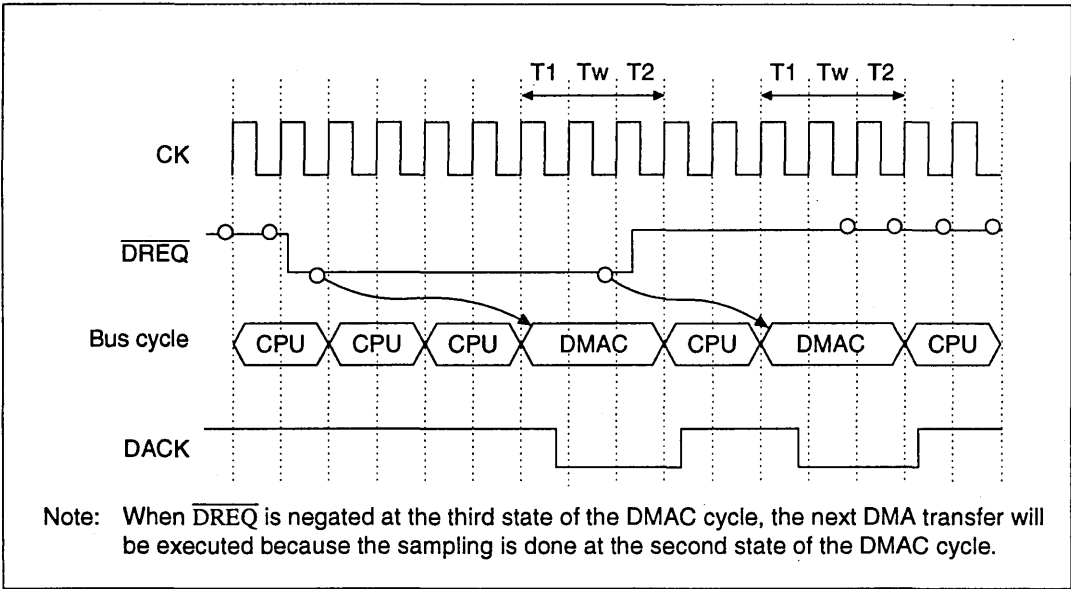 T1 Tw T2 T1 Tw T2
CK
DREQ
Bus cycle CPU CPU CPU DMAC CPU DMAC CPU
DACK
Note: When DREQ is negated at the third state of the DMAC cycle, the next DMA transfer will
be executed because the sampling is done at the second state of the DMAC cycle.